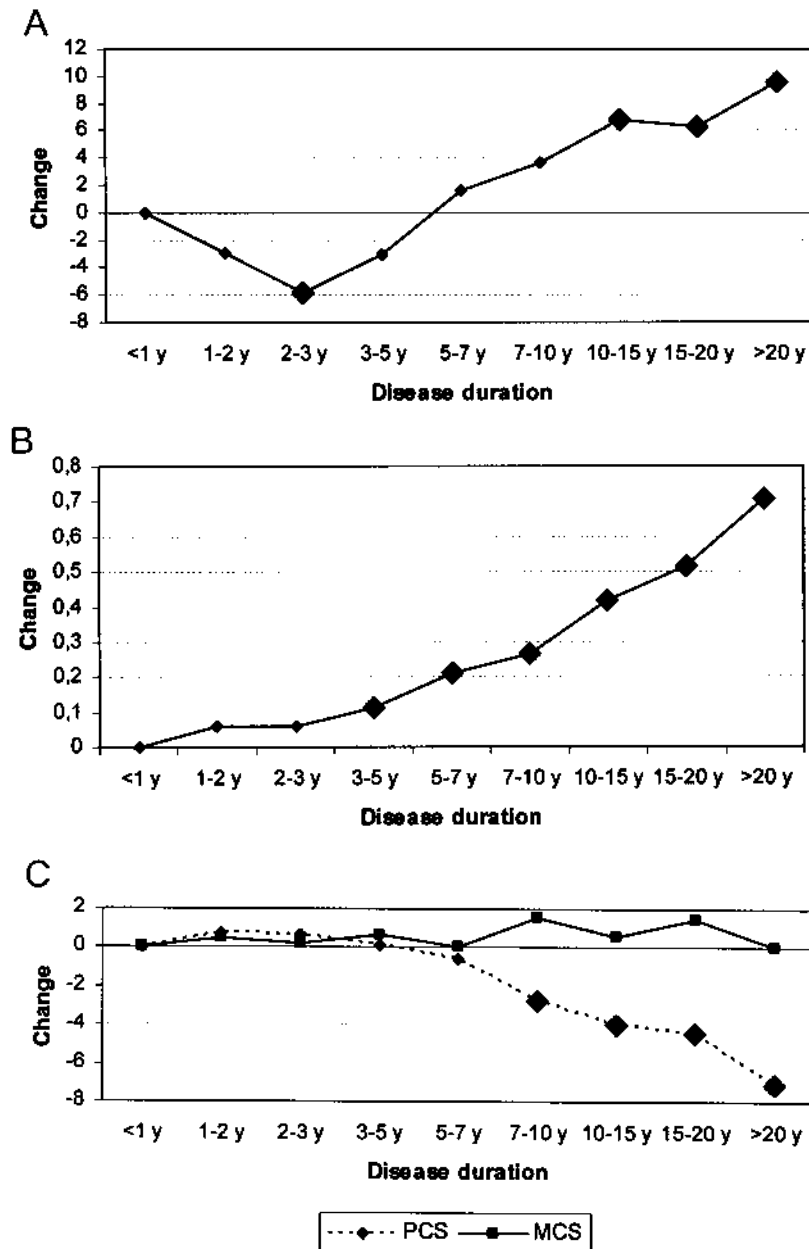 A
12
10
8
6
4
2
0
-2
-4
-6
-8
Change
<1 y 1-2 y 2-3 y 3-5 y 5-7 y 7-10 y 10-15 y 15-20 y >20 y
Disease duration
B
0,8
0,7
0,6
0,5
0,4
0,3
0,2
0,1
0
Change
<1 y 1-2 y 2-3 y 3-5 y 5-7 y 7-10 y 10-15 y 15-20 y >20 y
Disease duration
C
2
0
-2
-4
-6
-8
Change
<1 y 1-2 y 2-3 y 3-5 y 5-7 y 7-10 y 10-15 y 15-20 y >20 y
Disease duration
PCS MCS